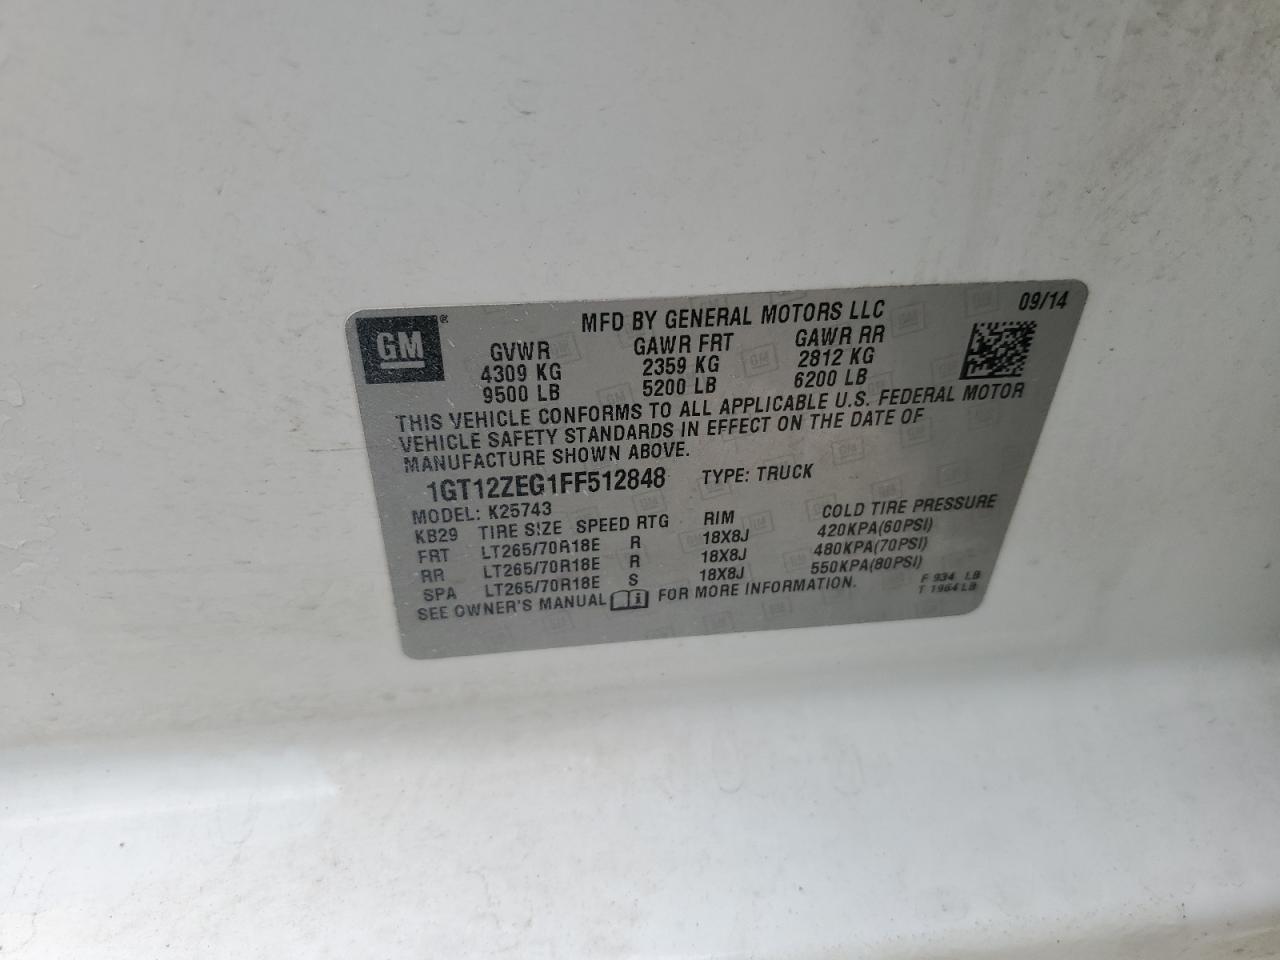 GM®
MFD BY GENERAL MOTORS LLC 09/14
GVWR GAWR FRT GAWR RR
4309 KG 2359 KG 2812 KG
9500 LB 5200 LB 6200 LB
THIS VEHICLE CONFORMS TO ALL APPLICABLE U.S. FEDERAL MOTOR
VEHICLE SAFETY STANDARDS IN EFFECT ON THE DATE OF
MANUFACTURE SHOWN ABOVE.
1GT12ZEG1FF512848 TYPE: TRUCK
MODEL: K25743
KB29 TIRE SIZE SPEED RTG RIM COLD TIRE PRESSURE
FRT LT265/70R18E R 18X8J 420KPA(60PSI)
RR LT265/70R18E R 18X8J 480KPA(70PSI)
SPA LT265/70R18E S 18X8J 550KPA(80PSI)
SEE OWNER'S MANUAL FOR MORE INFORMATION.
F 934 LB
T 1964 LB